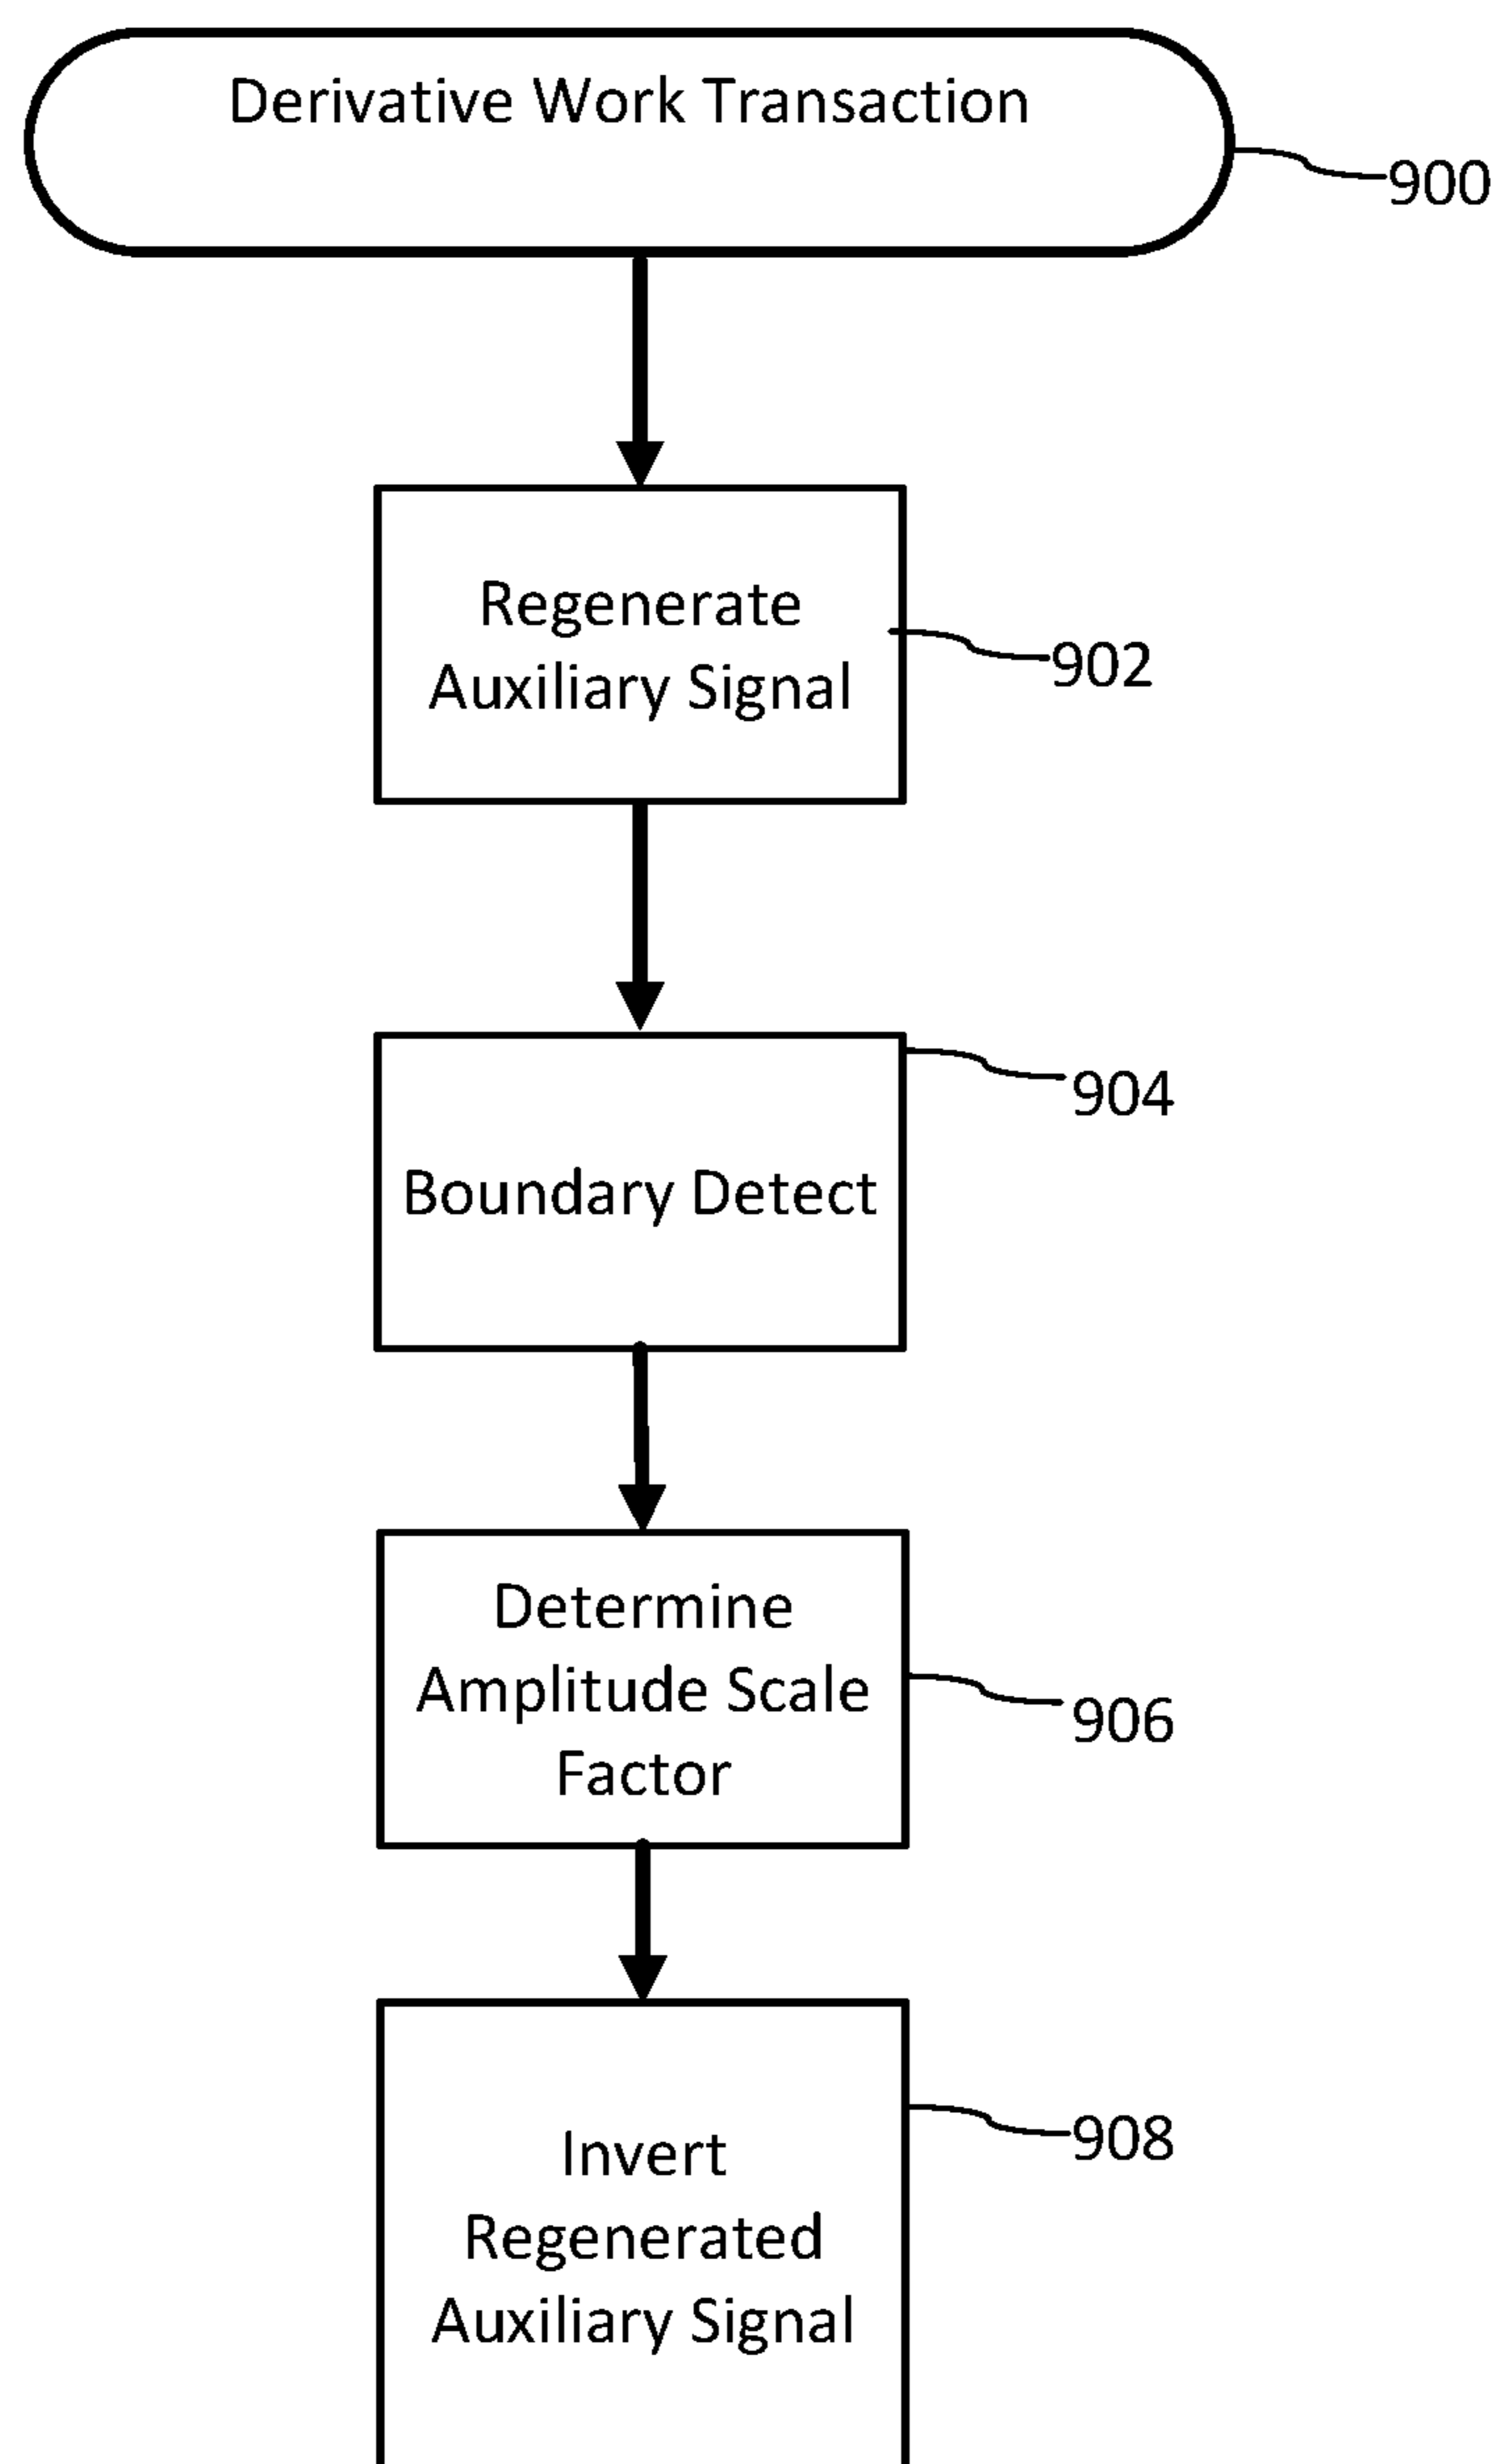 Derivative Work Transaction
900
Regenerate
Auxiliary Signal
902
904
Boundary Detect
Determine
Amplitude Scale
Factor
906
908
Invert
Regenerated
Auxiliary Signal